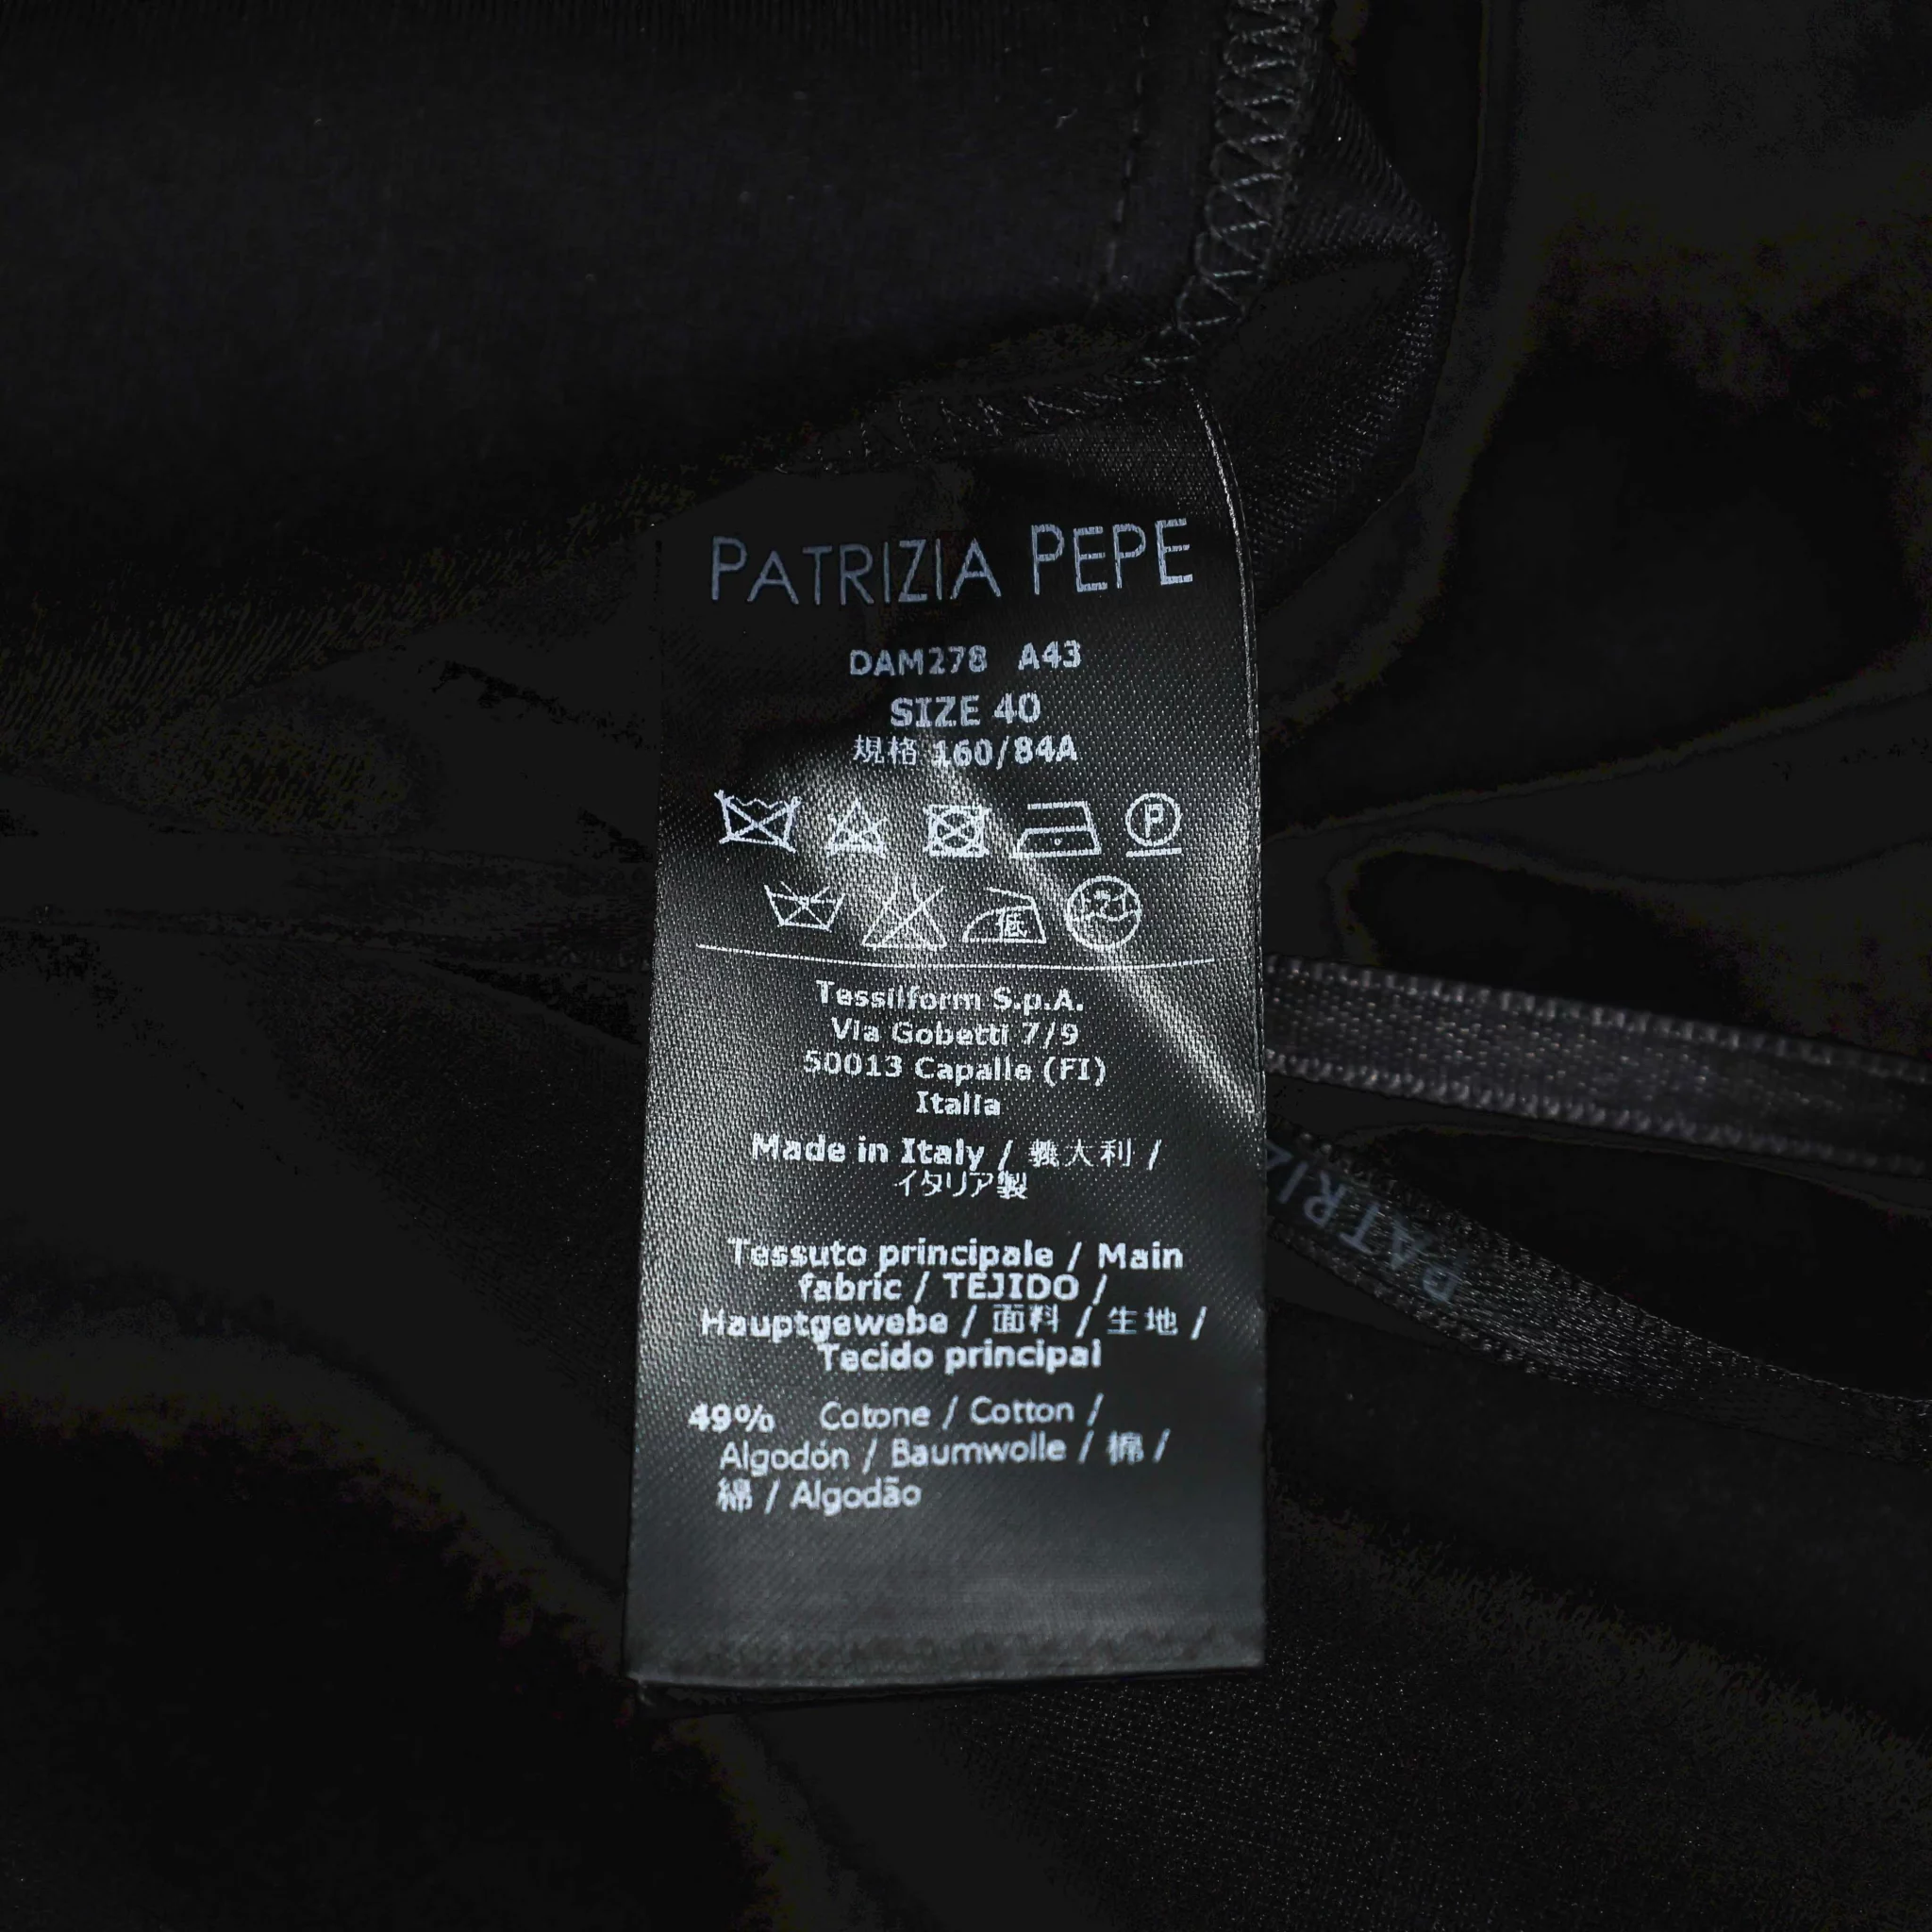 PATRIZIA PEPE
DAM278 A43
SIZE 40
規格 160/84A
P
低
Tessilform S.p.A.
Via Gobetti 7/9
50013 Capalle (FI)
Italia
Made in Italy / 義大利 /
イタリア製
Tessuto principale / Main
fabric / TEJIDO /
Hauptgewebe / 面料 / 生地 /
Tecido principal
49% Cotone / Cotton /
Algodón / Baumwolle / 棉 /
綿 / Algodão